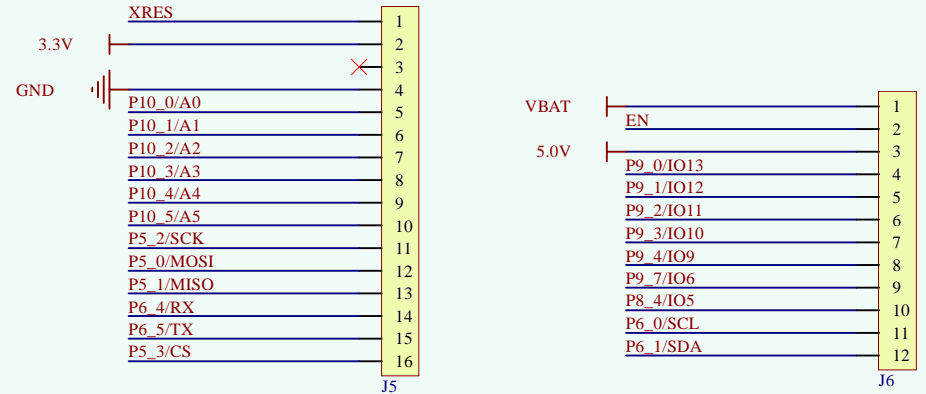 XRES 1
3.3V 2
3
GND 4
P10_0/A0 5
P10_1/A1 6
P10_2/A2 7
P10_3/A3 8
P10_4/A4 9
P10_5/A5 10
P5_2/SCK 11
P5_0/MOSI 12
P5_1/MISO 13
P6_4/RX 14
P6_5/TX 15
P5_3/CS 16
J5
VBAT 1
EN 2
5.0V 3
P9_0/IO13 4
P9_1/IO12 5
P9_2/IO11 6
P9_3/IO10 7
P9_4/IO9 8
P9_7/IO6 9
P8_4/IO5 10
P6_0/SCL 11
P6_1/SDA 12
J6